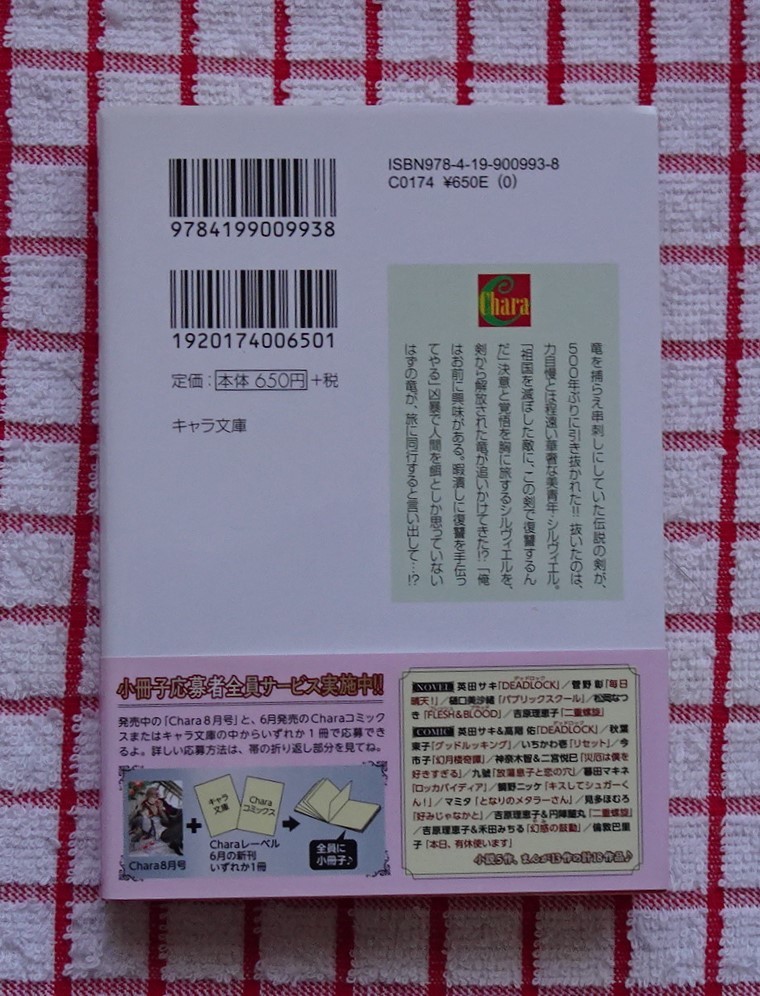 9784199009938
ISBN978-4-19-900993-8
C0174 ¥650E (0)
1920174006501
定価：本体 650円＋税
キャラ文庫
Chara
竜を捕らえ串刺しにしていた伝説の剣が、
500年ぶりに引き抜かれた!! 抜いたのは、
力自慢とは程遠い華奢な美青年・シルヴィエル。
「祖国を滅ぼした敵に、この剣で復讐するん
だ」決意と覚悟を胸に旅するシルヴィエルを、
剣から解放された竜が追いかけてきた!?「俺
はお前に興味がある。暇潰しに復讐を手伝っ
てやる」凶暴で人間を餌としか思っていない
はずの竜が、旅に同行すると言い出して…!?
小冊子応募者全員サービス実施中!!
発売中の「Chara8月号」と、6月発売のCharaコミック
スまたはキャラ文庫の中からいずれか1冊で応募できる
よ。詳しい応募方法は、帯の折り返し部分を見てね。
Chara8月号
キャラ
文庫
Chara
コミックス
Charaレーベル
6月の新刊
いずれか1冊
全員に
小冊子♪
NOVEL 英田サキ「DEADLOCK」／菅野 彰「毎日
晴天！」／樋口美沙緒「パブリックスクール」／松岡なつ
き「FLESH&BLOOD」／吉原理恵子「二重螺旋」
COMIC 英田サキ&高階 佑「DEADLOCK」／秋葉
東子「グッドルッキング」／いちかわ壱「リセット」／今
市子「幻月楼奇譚」／神奈木智&二宮悦巳「災厄は僕を
好きすぎる」／九號「放蕩息子と恋の穴」／暮田マキネ
「ロッカバイディア」／鯛野ニッケ「キスしてシュガーく
ん！」／マミタ「となりのメタラーさん」／見多ほむろ
「好みじゃなかと」／吉原理恵子&円陣闇丸「二重螺旋」
／吉原理恵子&禾田みちる「幻惑の鼓動」／倫敦巴里
子「本日、有休使います」
小説5作、まんが13作の計18作品♪